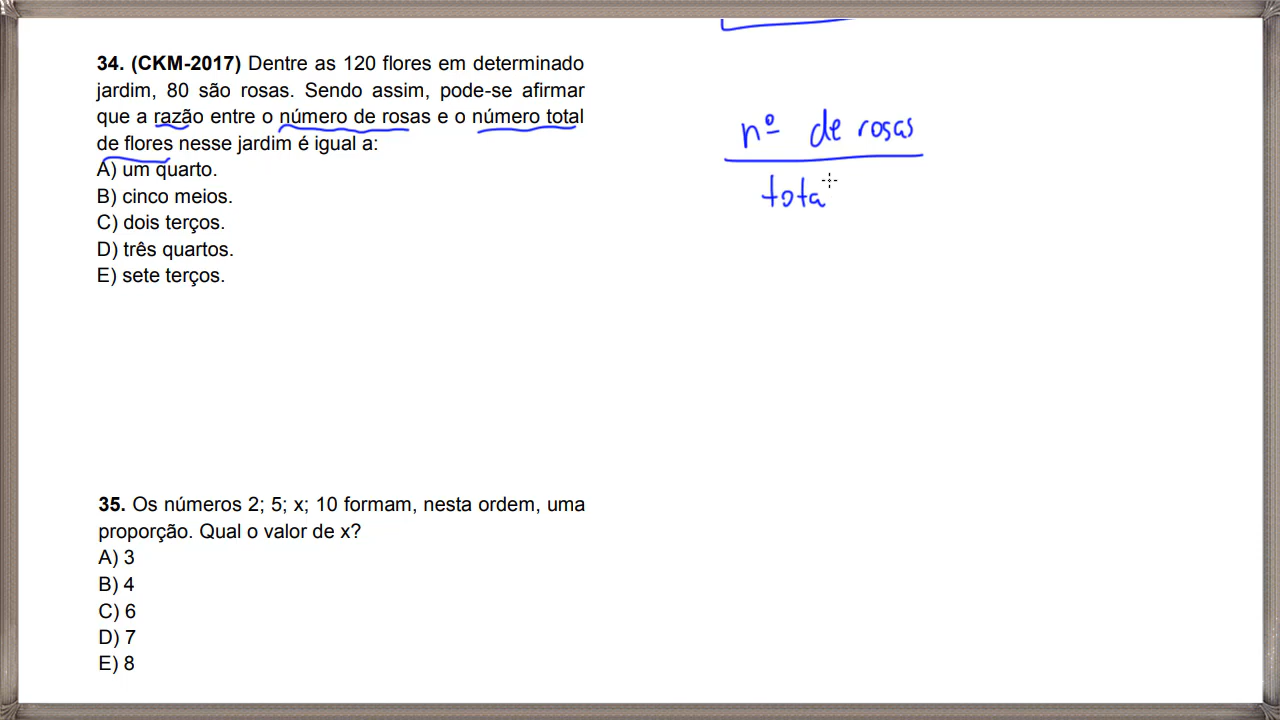 34. (CKM-2017) Dentre as 120 flores em determinado
jardim, 80 são rosas. Sendo assim, pode-se afirmar
que a razão entre o número de rosas e o número total
de flores nesse jardim é igual a:
A) um quarto.
B) cinco meios.
C) dois terços.
D) três quartos.
E) sete terços.
nº de rosas
tota
35. Os números 2; 5; x; 10 formam, nesta ordem, uma
proporção. Qual o valor de x?
A) 3
B) 4
C) 6
D) 7
E) 8